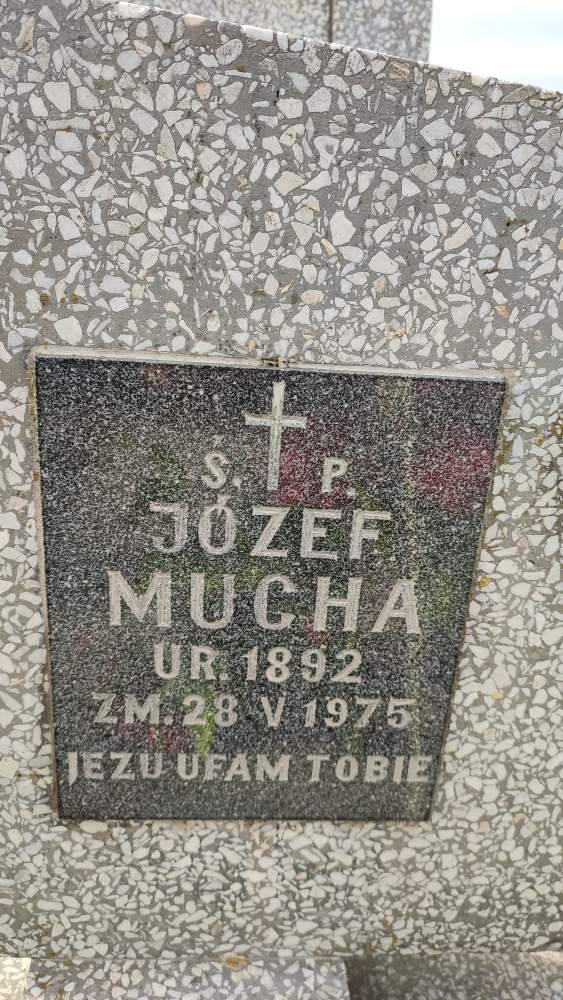 Ś. P.
JÓZEF
MUCHA
UR. 1892
ZM. 28 V 1975
JEZU UFAM TOBIE